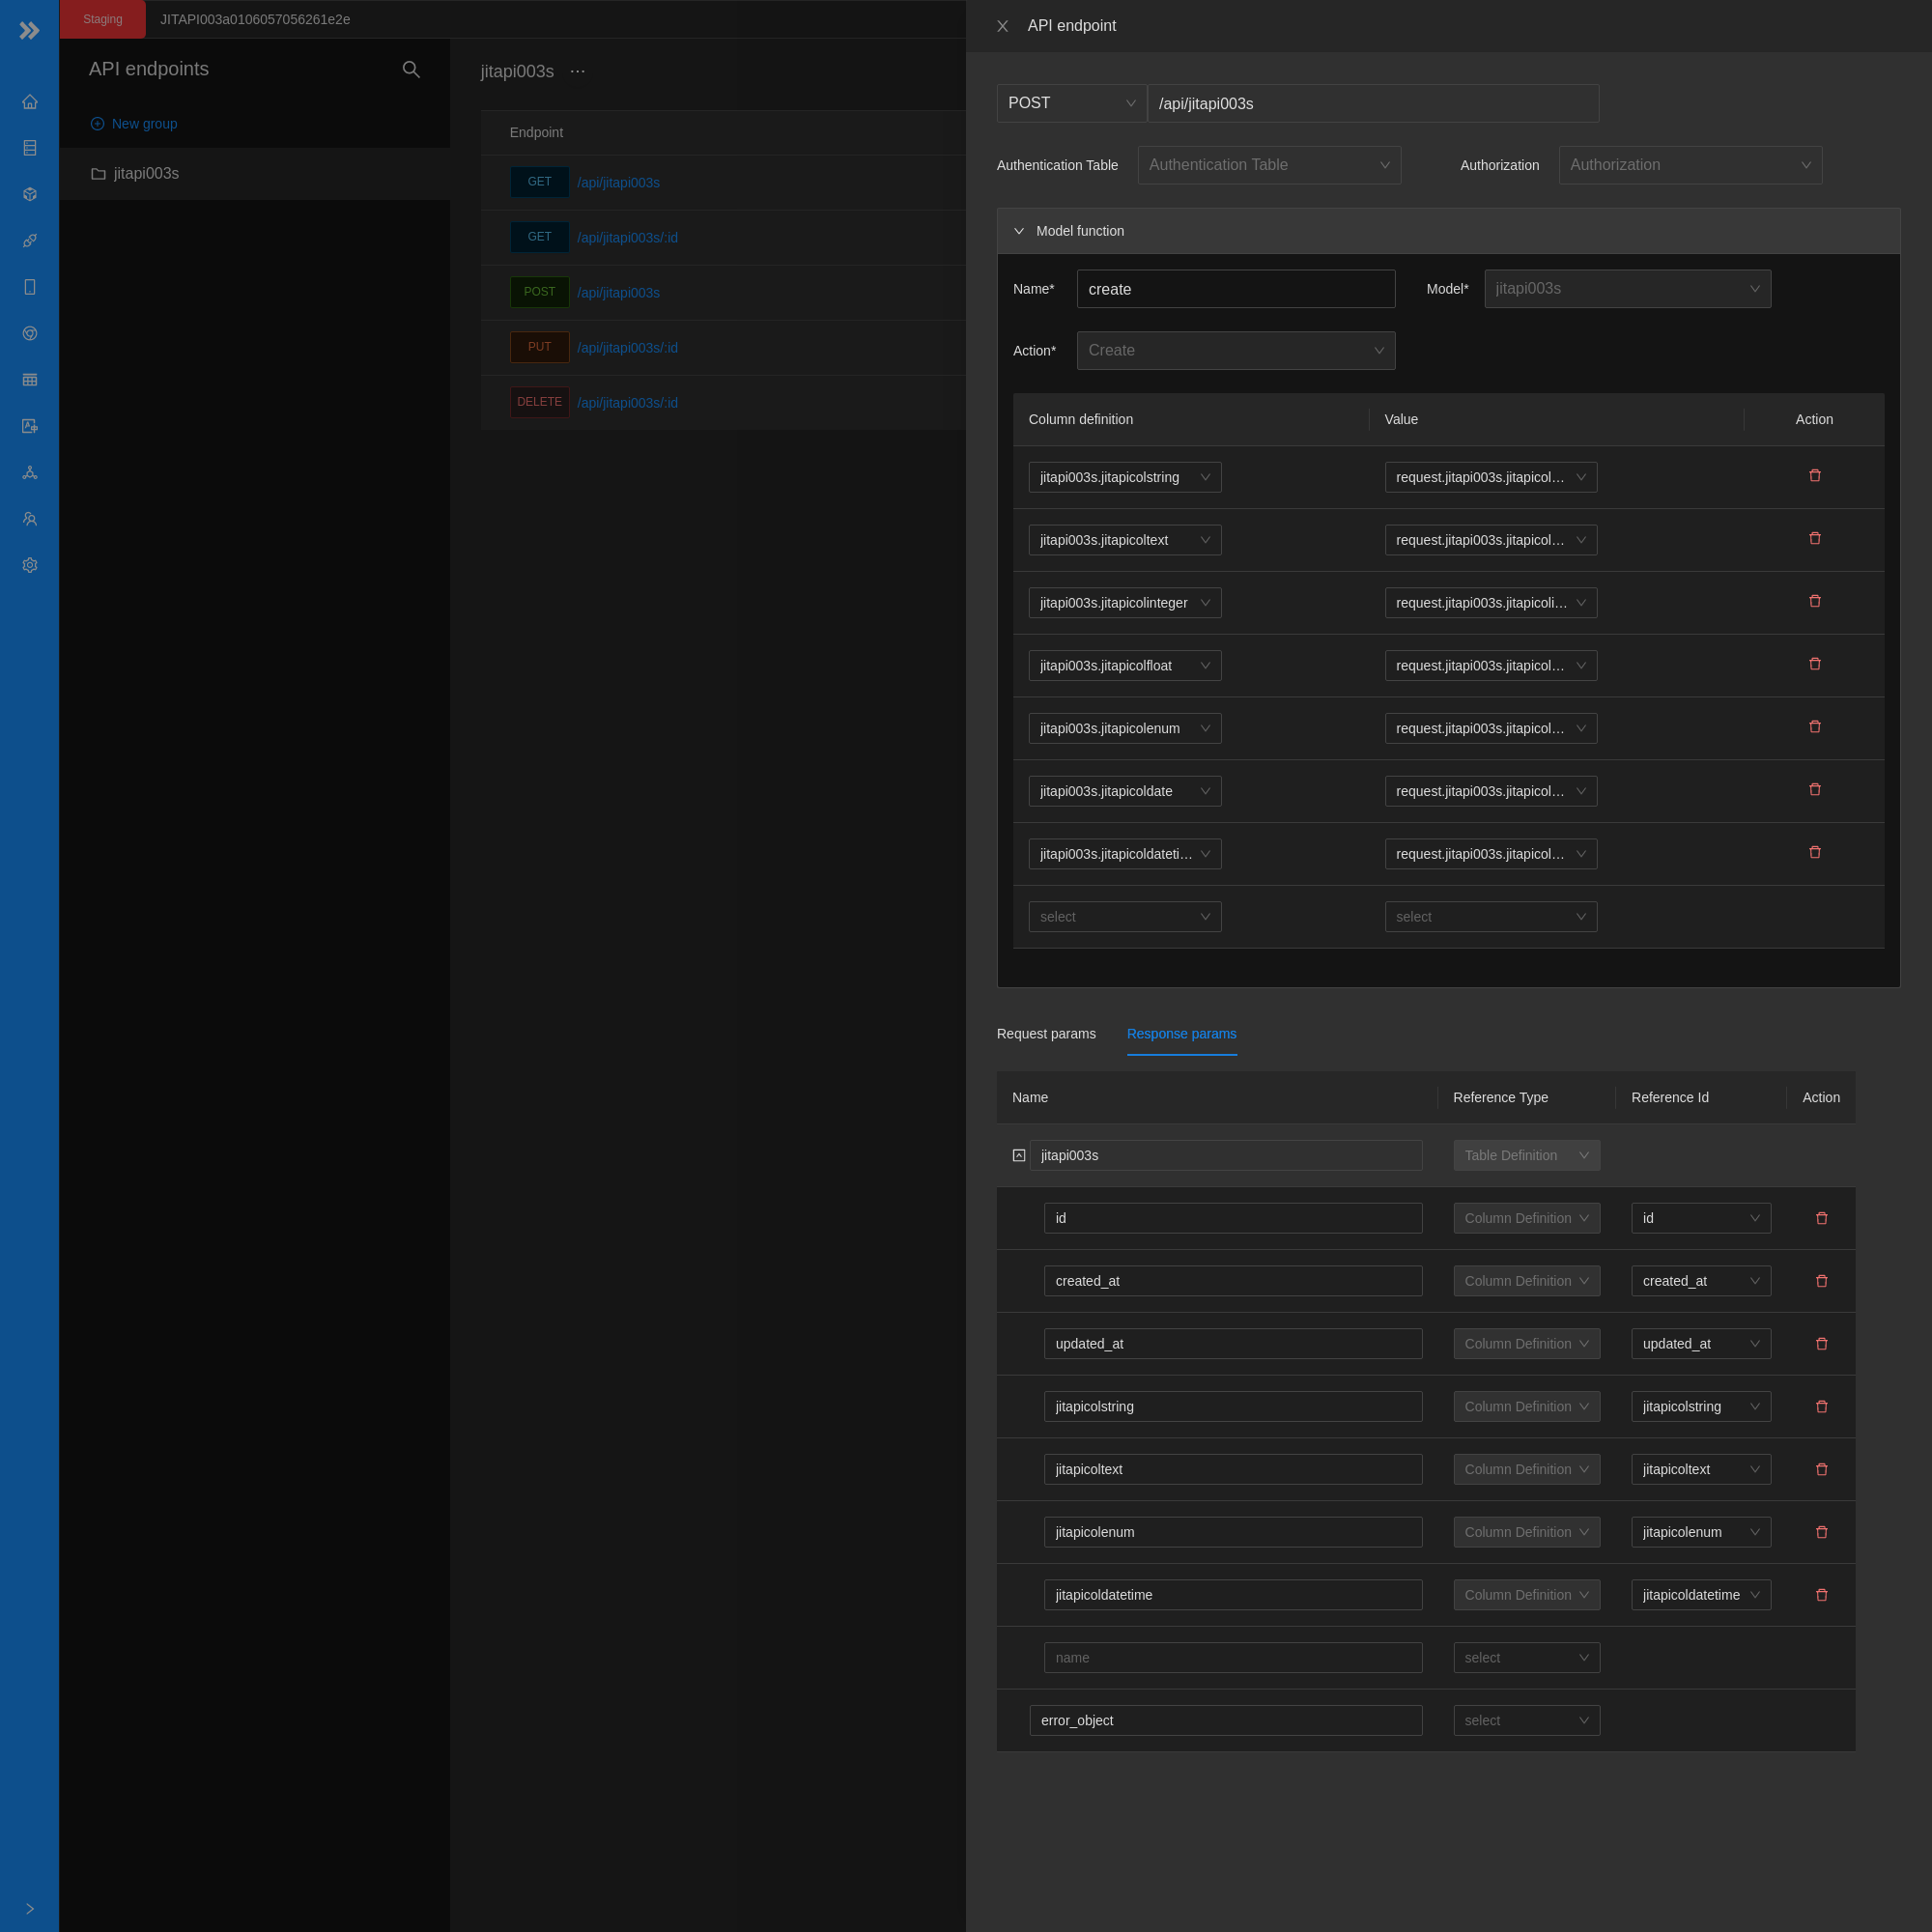 Staging JITAPI003a0106057056261e2e
API endpoints
New group
jitapi003s
jitapi003s ...
Endpoint
GET /api/jitapi003s
GET /api/jitapi003s/:id
POST /api/jitapi003s
PUT /api/jitapi003s/:id
DELETE /api/jitapi003s/:id
API endpoint
POST /api/jitapi003s
Authentication Table Authentication Table Authorization Authorization
Model function
Name* create Model* jitapi003s
Action* Create
Column definition Value Action
jitapi003s.jitapicolstring request.jitapi003s.jitapicol...
jitapi003s.jitapicoltext request.jitapi003s.jitapicol...
jitapi003s.jitapicolinteger request.jitapi003s.jitapicoli...
jitapi003s.jitapicolfloat request.jitapi003s.jitapicol...
jitapi003s.jitapicolenum request.jitapi003s.jitapicol...
jitapi003s.jitapicoldate request.jitapi003s.jitapicol...
jitapi003s.jitapicoldateti... request.jitapi003s.jitapicol...
select select
Request params Response params
Name Reference Type Reference Id Action
jitapi003s Table Definition
id Column Definition id
created_at Column Definition created_at
updated_at Column Definition updated_at
jitapicolstring Column Definition jitapicolstring
jitapicoltext Column Definition jitapicoltext
jitapicolenum Column Definition jitapicolenum
jitapicoldatetime Column Definition jitapicoldatetime
name select
error_object select